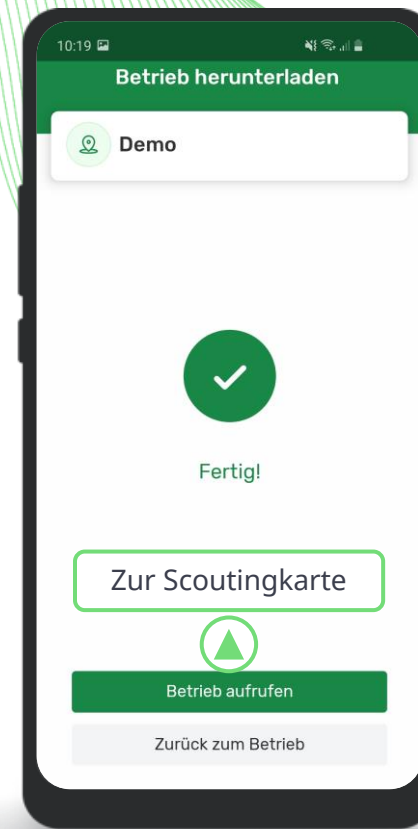 10:19
Betrieb herunterladen
Demo
Fertig!
Zur Scoutingkarte
Betrieb aufrufen
Zurück zum Betrieb